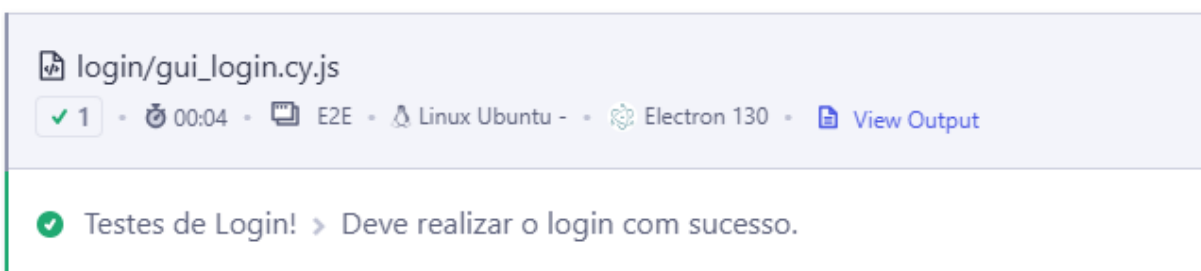 login/gui_login.cy.js
1 • 00:04 • E2E • Linux Ubuntu - • Electron 130 • View Output
Testes de Login! > Deve realizar o login com sucesso.